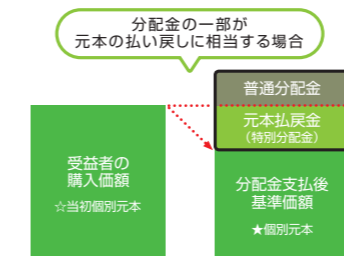 分配金の一部が
元本の払い戻しに相当する場合
普通分配金
元本払戻金
（特別分配金）
受益者の
購入価額
☆当初個別元本
分配金支払後
基準価額
★個別元本